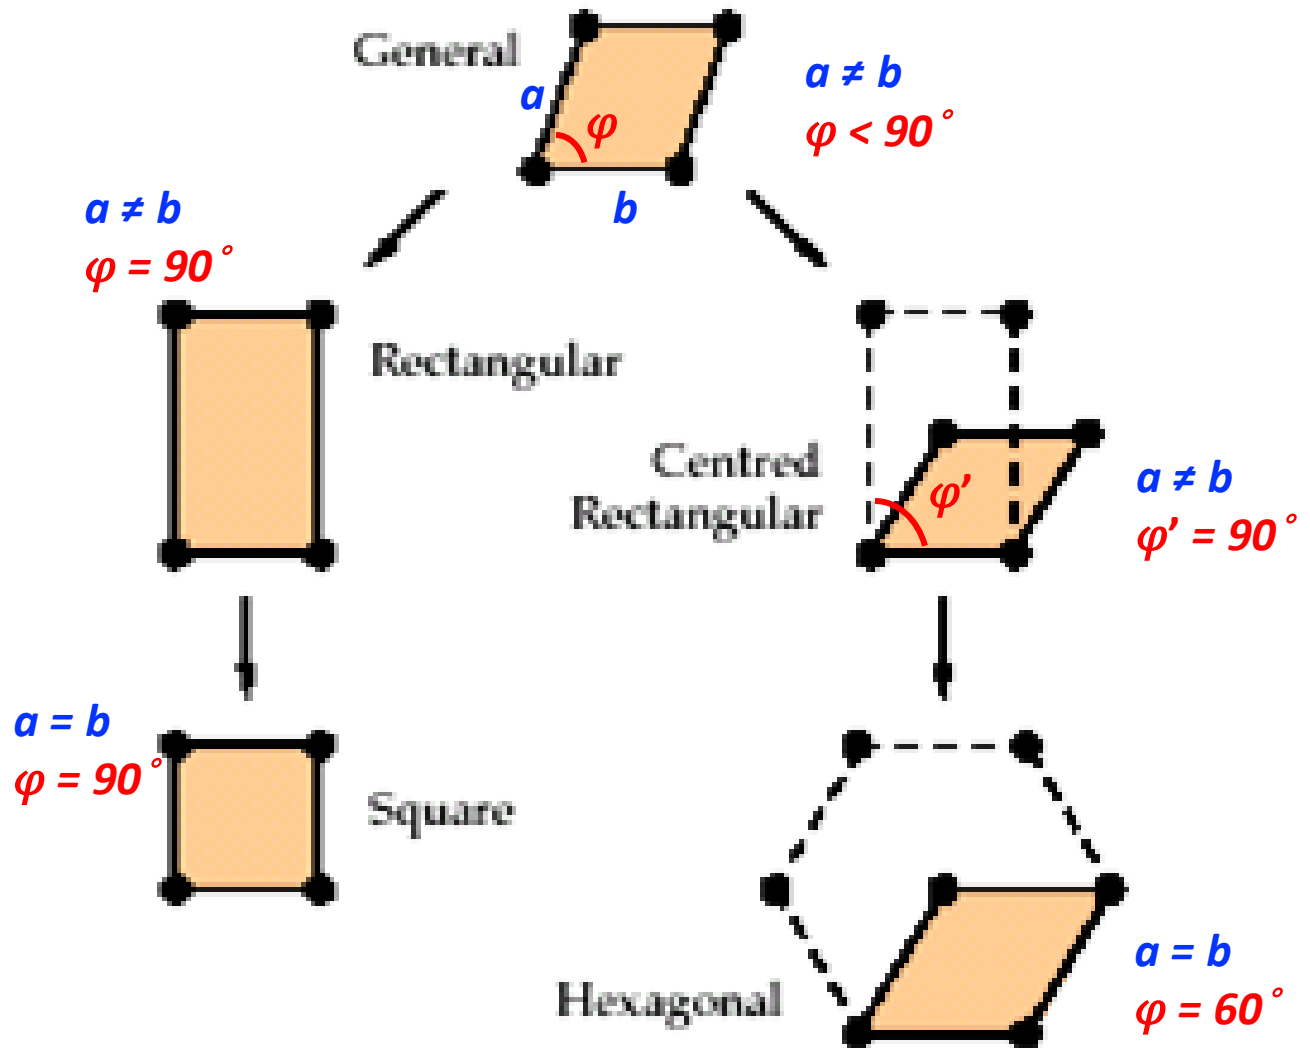 General
a ≠ b
φ < 90°
a
φ
b
a ≠ b
φ = 90°
Rectangular
Centred
Rectangular
φ’
a ≠ b
φ’ = 90°
a = b
φ = 90°
Square
Hexagonal
a = b
φ = 60°